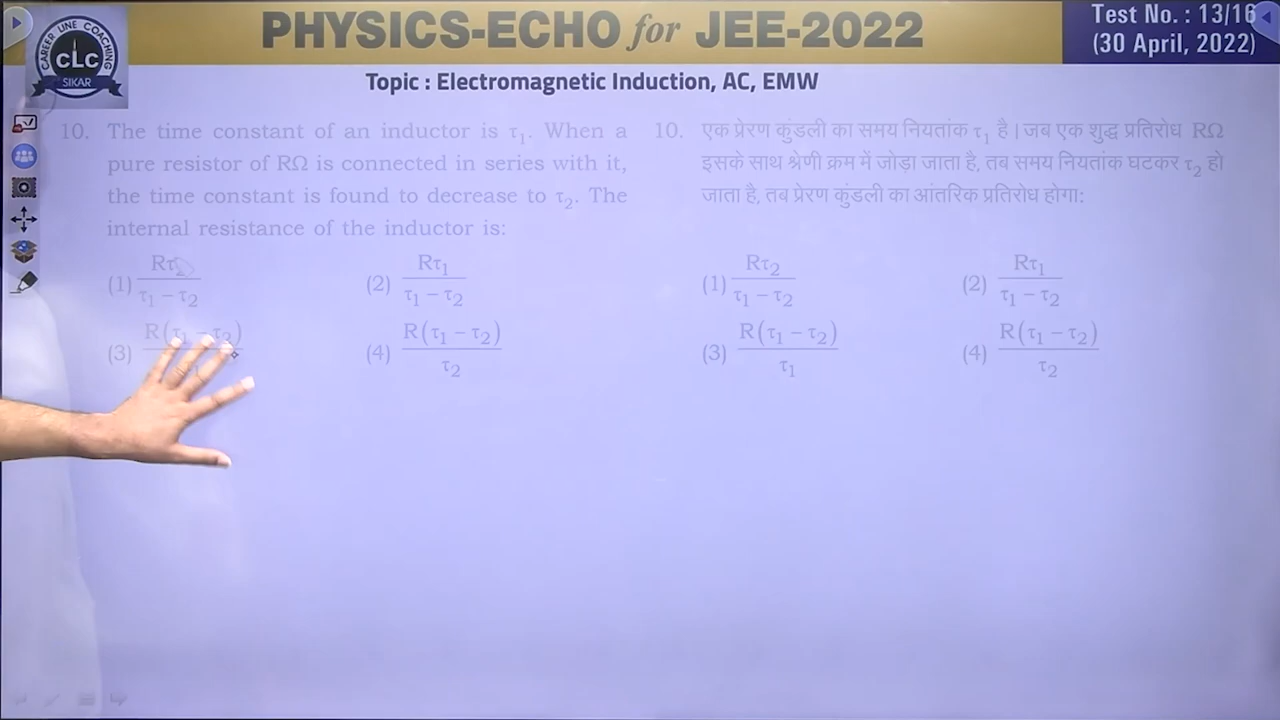 PHYSICS-ECHO for JEE-2022
Test No. : 13/16
(30 April, 2022)
CAREER LINE COACHING
CLC
SIKAR
Topic : Electromagnetic Induction, AC, EMW
10. The time constant of an inductor is τ₁. When a
pure resistor of RΩ is connected in series with it,
the time constant is found to decrease to τ₂. The
internal resistance of the inductor is:
(1) Rτ / τ₁ – τ₂
(2) Rτ₁ / τ₁ – τ₂
(3) R(τ₁ – τ₂)
(4) R(τ₁ – τ₂) / τ₂
10. एक प्रेरण कुंडली का समय नियतांक τ₁ है। जब एक शुद्ध प्रतिरोध RΩ
इसके साथ श्रेणी क्रम में जोड़ा जाता है, तब समय नियतांक घटकर τ₂ हो
जाता है, तब प्रेरण कुंडली का आंतरिक प्रतिरोध होगा:
(1) Rτ₂ / τ₁ – τ₂
(2) Rτ₁ / τ₁ – τ₂
(3) R(τ₁ – τ₂) / τ₁
(4) R(τ₁ – τ₂) / τ₂